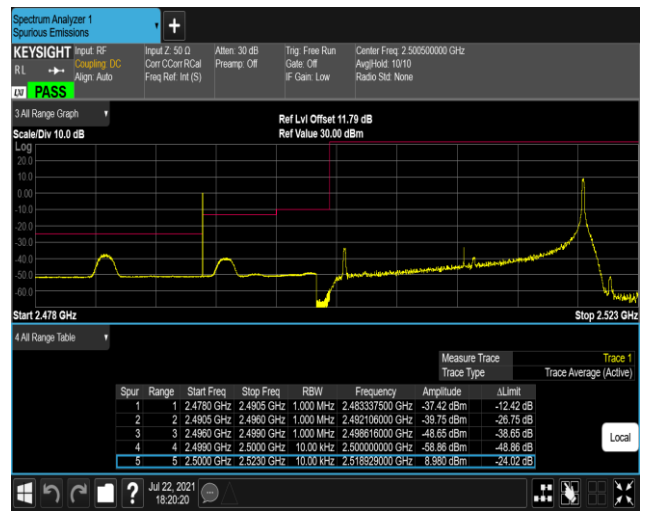 Spectrum Analyzer 1
Spurious Emissions
+
KEYSIGHT Input: RF Input Z: 50 Ω Atten: 30 dB Trig: Free Run Center Freq: 2.500500000 GHz
RL Coupling: DC Corr CCorr RCal Preamp: Off Gate: Off Avg|Hold: 10/10
Align: Auto Freq Ref: Int (S) IF Gain: Low Radio Std: None
LXI PASS
3 All Range Graph
Ref Lvl Offset 11.79 dB
Scale/Div 10.0 dB Ref Value 30.00 dBm
Log
20.0
10.0
0.00
-10.0
-20.0
-30.0
-40.0
-50.0
-60.0
Start 2.478 GHz Stop 2.523 GHz
4 All Range Table
Measure Trace Trace 1
Trace Type Trace Average (Active)
Spur Range Start Freq Stop Freq RBW Frequency Amplitude ΔLimit
1 1 2.4780 GHz 2.4905 GHz 1.000 MHz 2.483337500 GHz -37.42 dBm -12.42 dB
2 2 2.4905 GHz 2.4960 GHz 1.000 MHz 2.492106000 GHz -39.75 dBm -26.75 dB
3 3 2.4960 GHz 2.4990 GHz 1.000 MHz 2.498616000 GHz -48.65 dBm -38.65 dB
4 4 2.4990 GHz 2.5000 GHz 10.00 kHz 2.500000000 GHz -58.86 dBm -48.86 dB
5 5 2.5000 GHz 2.5230 GHz 10.00 kHz 2.518929000 GHz 8.980 dBm -24.02 dB
Local
? Jul 22, 2021
18:20:20